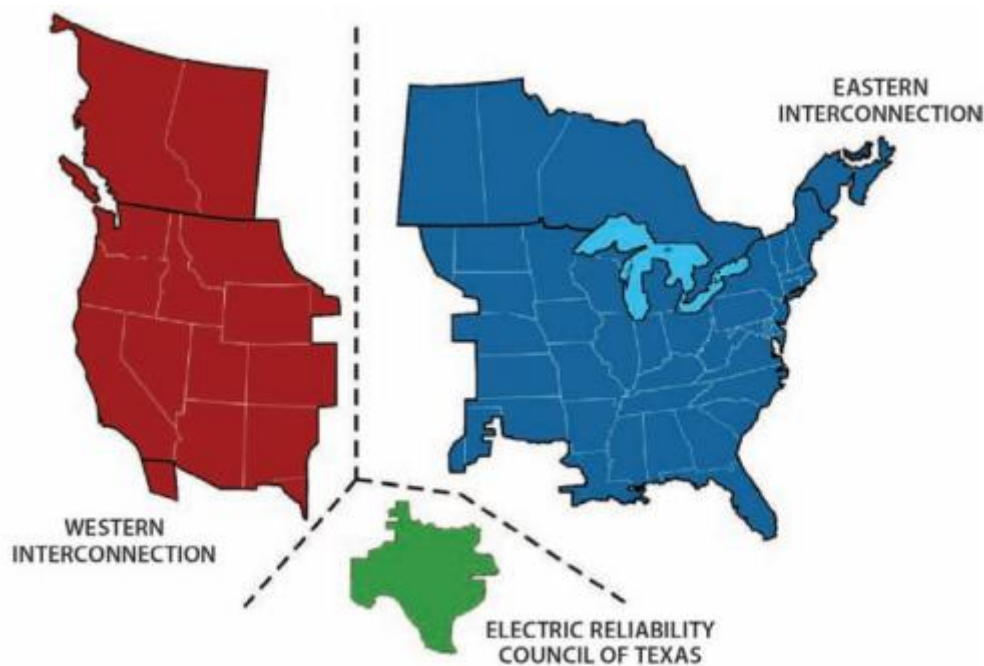 EASTERN
INTERCONNECTION
WESTERN
INTERCONNECTION
ELECTRIC RELIABILITY
COUNCIL OF TEXAS